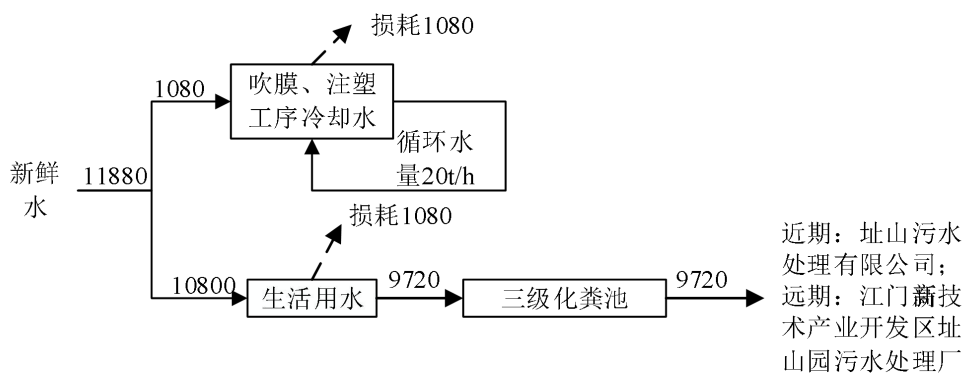 损耗1080
1080
吹膜、注塑
工序冷却水
循环水
量20t/h
新鲜
水
11880
损耗1080
10800
生活用水
9720
三级化粪池
9720
近期：址山污水
处理有限公司；
远期：江门新技
术产业开发区址
山园污水处理厂